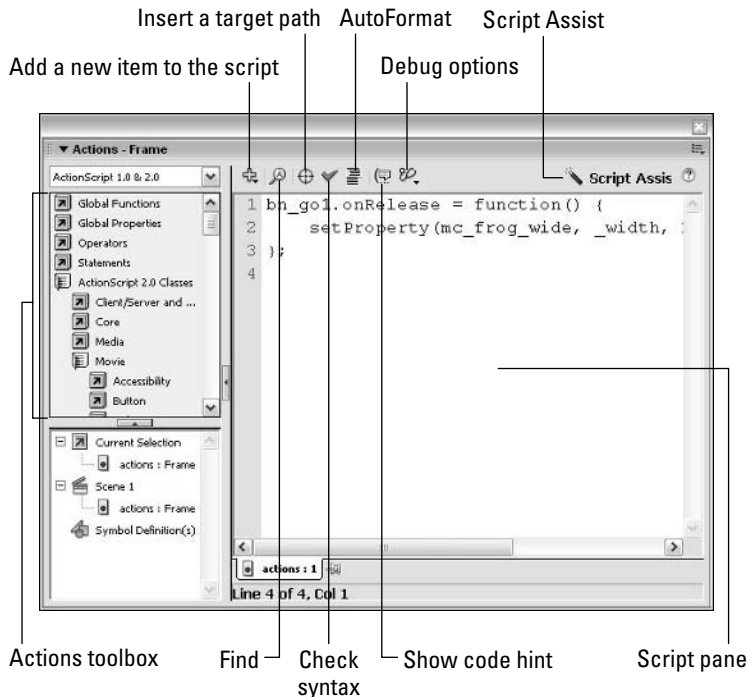 Insert a target path AutoFormat Script Assist
Add a new item to the script Debug options
Actions - Frame
ActionScript 1.0 & 2.0
Script Assis
Global Functions
Global Properties
Operators
Statements
ActionScript 2.0 Classes
Client/Server and ...
Core
Media
Movie
Accessibility
Button
Current Selection
actions : Frame
Scene 1
actions : Frame
Symbol Definition(s)
1 bn_go1.onRelease = function() {
2 setProperty(mc_frog_wide, _width,
3 };
4
actions : 1
Line 4 of 4, Col 1
Actions toolbox Find Check syntax Show code hint Script pane